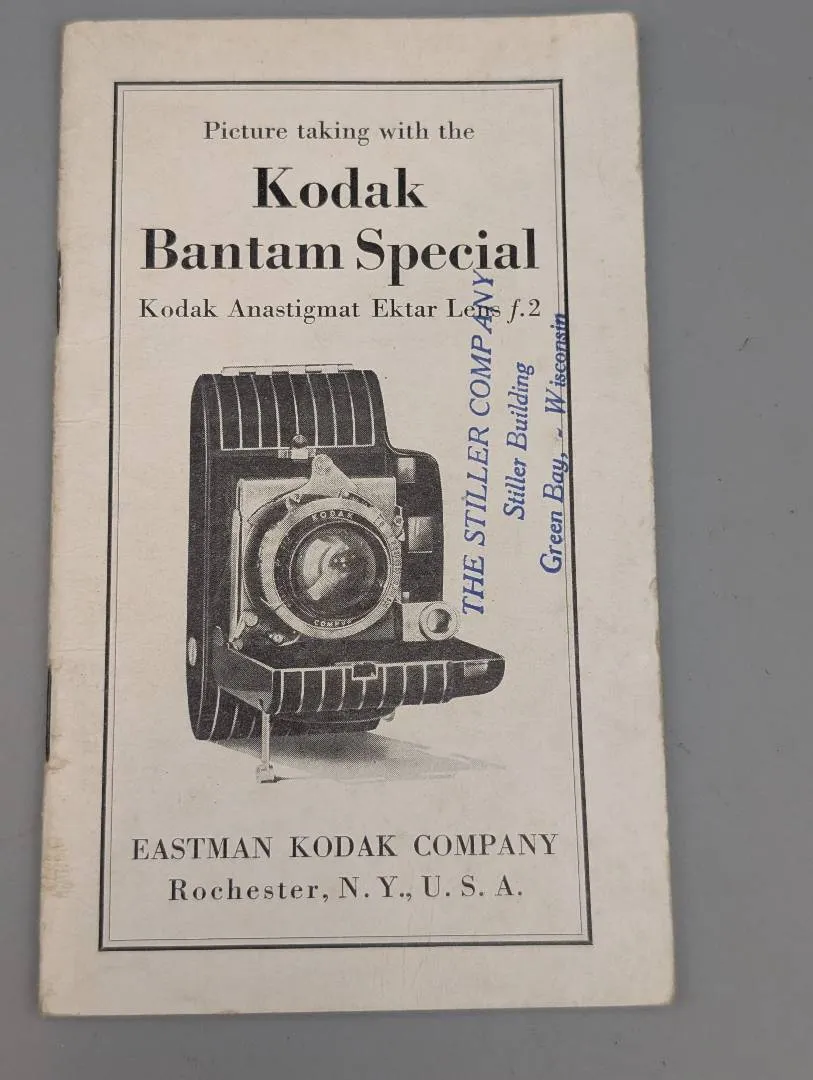 Picture taking with the
Kodak
Bantam Special
Kodak Anastigmat Ektar Lens f.2
THE STILLER COMPANY
Stiller Building
Green Bay, ~ Wisconsin
KODAK
COMPUR
EASTMAN KODAK COMPANY
Rochester, N. Y., U. S. A.